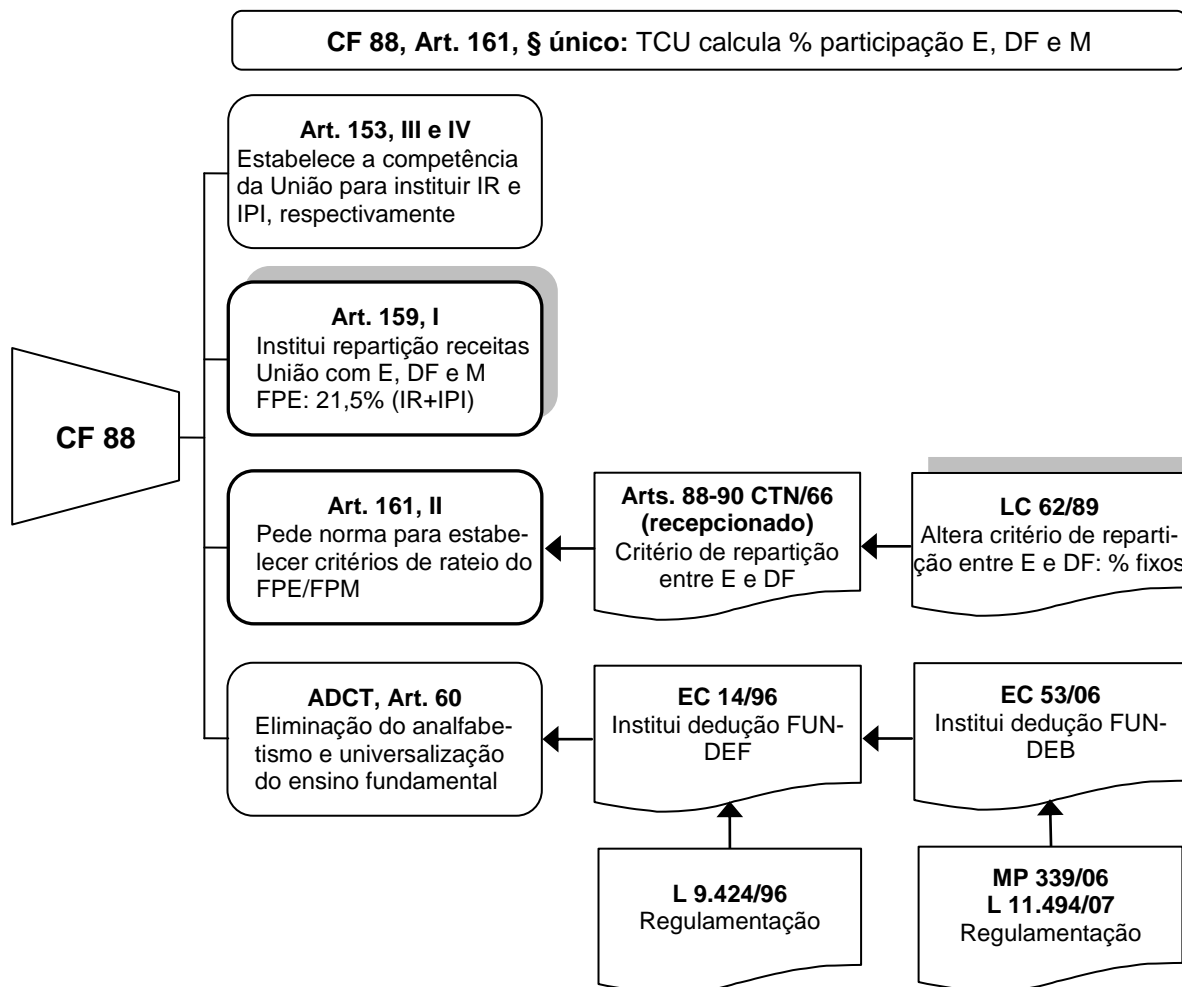 CF 88, Art. 161, § único: TCU calcula % participação E, DF e M
Art. 153, III e IV
Estabelece a competência
da União para instituir IR e
IPI, respectivamente
Art. 159, I
Institui repartição receitas
União com E, DF e M
FPE: 21,5% (IR+IPI)
CF 88
Art. 161, II
Pede norma para estabe-
lecer critérios de rateio do
FPE/FPM
Arts. 88-90 CTN/66
(recepcionado)
Critério de repartição
entre E e DF
LC 62/89
Altera critério de reparti-
ção entre E e DF: % fixos
ADCT, Art. 60
Eliminação do analfabe-
tismo e universalização
do ensino fundamental
EC 14/96
Institui dedução FUN-
DEF
EC 53/06
Institui dedução FUN-
DEB
L 9.424/96
Regulamentação
MP 339/06
L 11.494/07
Regulamentação